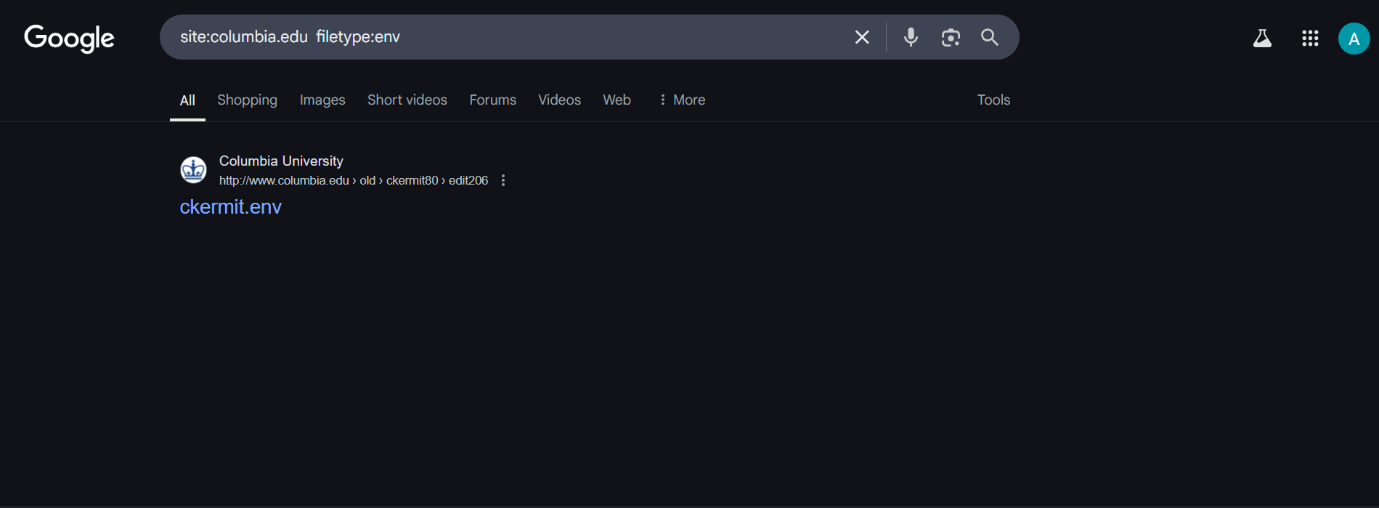 Google
site:columbia.edu  filetype:env
A
All Shopping Images Short videos Forums Videos Web More Tools
Columbia University
http://www.columbia.edu › old › ckermit80 › edit206
ckermit.env